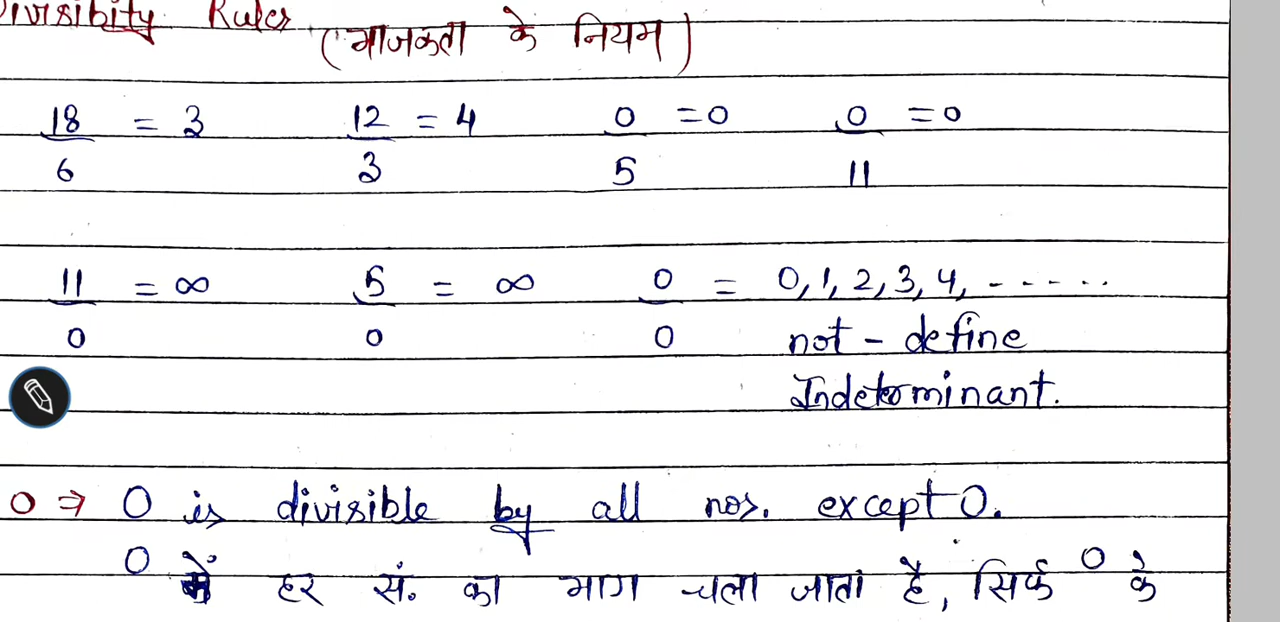 Divisibity Rules (भाजकता के नियम)
18/6 = 3 12/3 = 4 0/5 = 0 0/11 = 0
11/0 = ∞ 5/0 = ∞ 0/0 = 0, 1, 2, 3, 4, - - - - . .
not - define
Indeterminant.
0 ⇒ 0 is divisible by all nos. except 0.
0 में हर सं. का भाग चला जाता है, सिर्फ 0 के